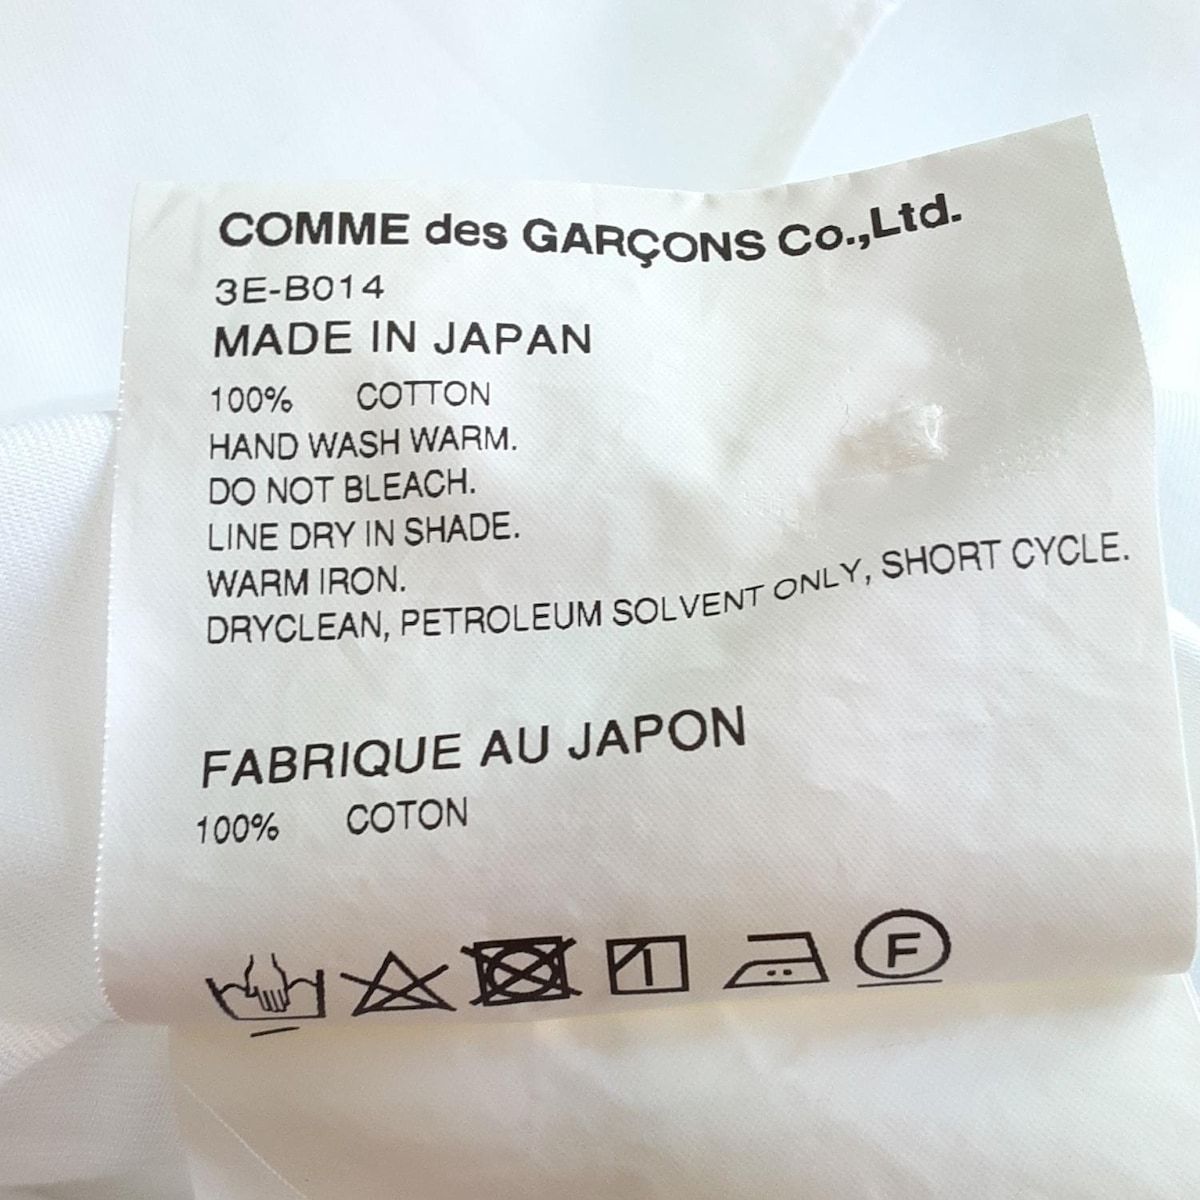 COMME des GARÇONS Co.,Ltd.
3E-B014
MADE IN JAPAN
100% COTTON
HAND WASH WARM.
DO NOT BLEACH.
LINE DRY IN SHADE.
WARM IRON.
DRYCLEAN, PETROLEUM SOLVENT ONLY, SHORT CYCLE.
FABRIQUE AU JAPON
100% COTON
F